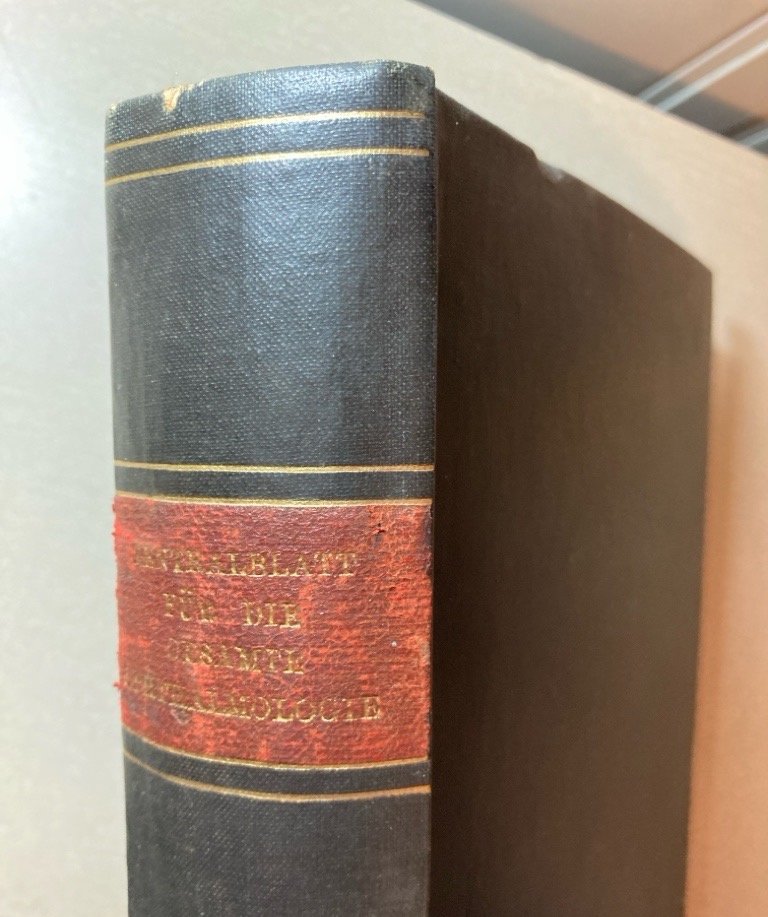 ZENTRALBLATT
FÜR DIE
GESAMTE
OPHTHALMOLOGIE